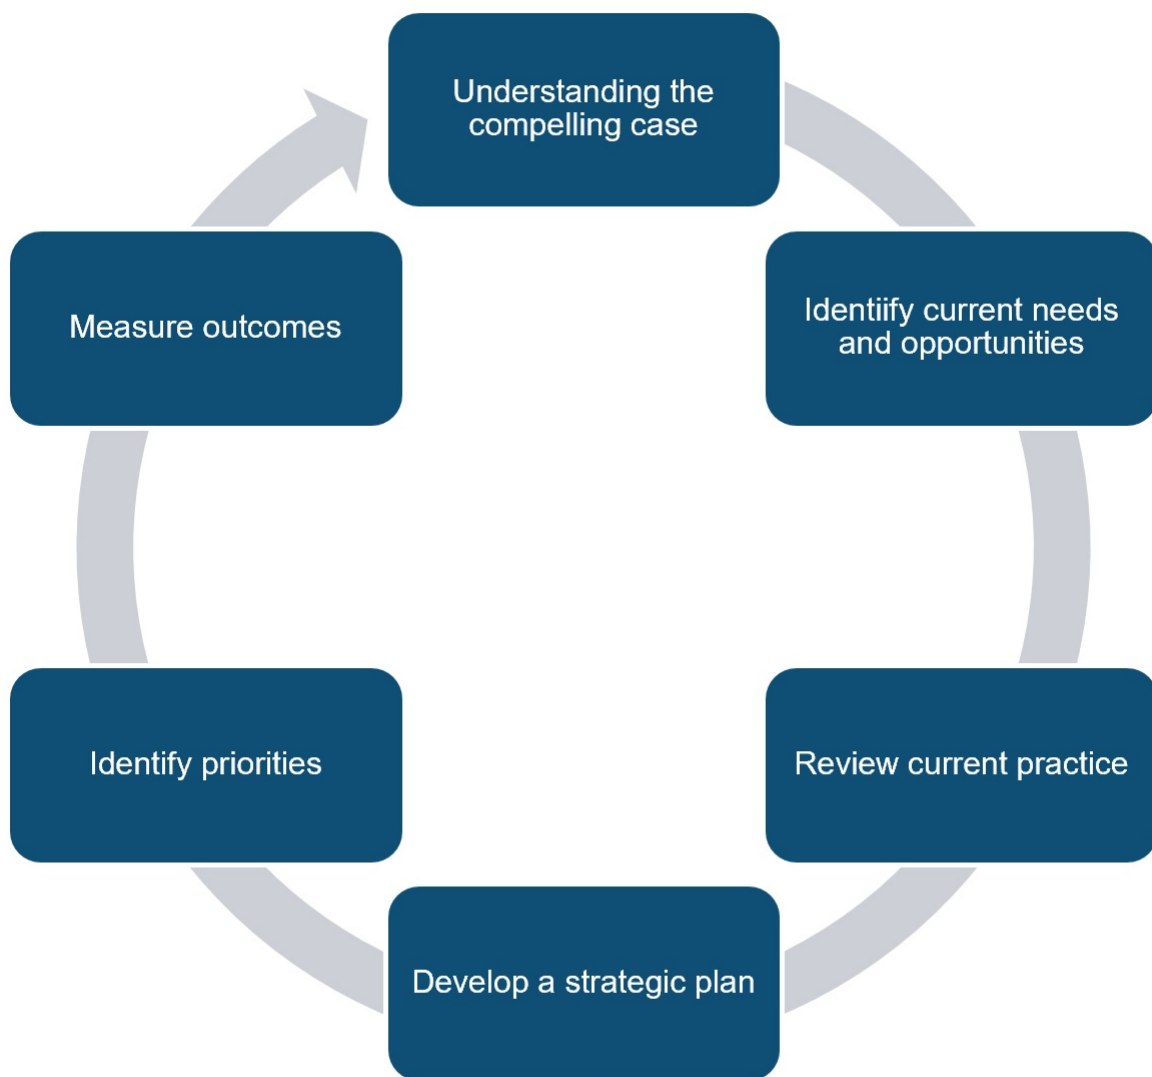 Understanding the
compelling case
Identiify current needs
and opportunities
Review current practice
Develop a strategic plan
Identify priorities
Measure outcomes